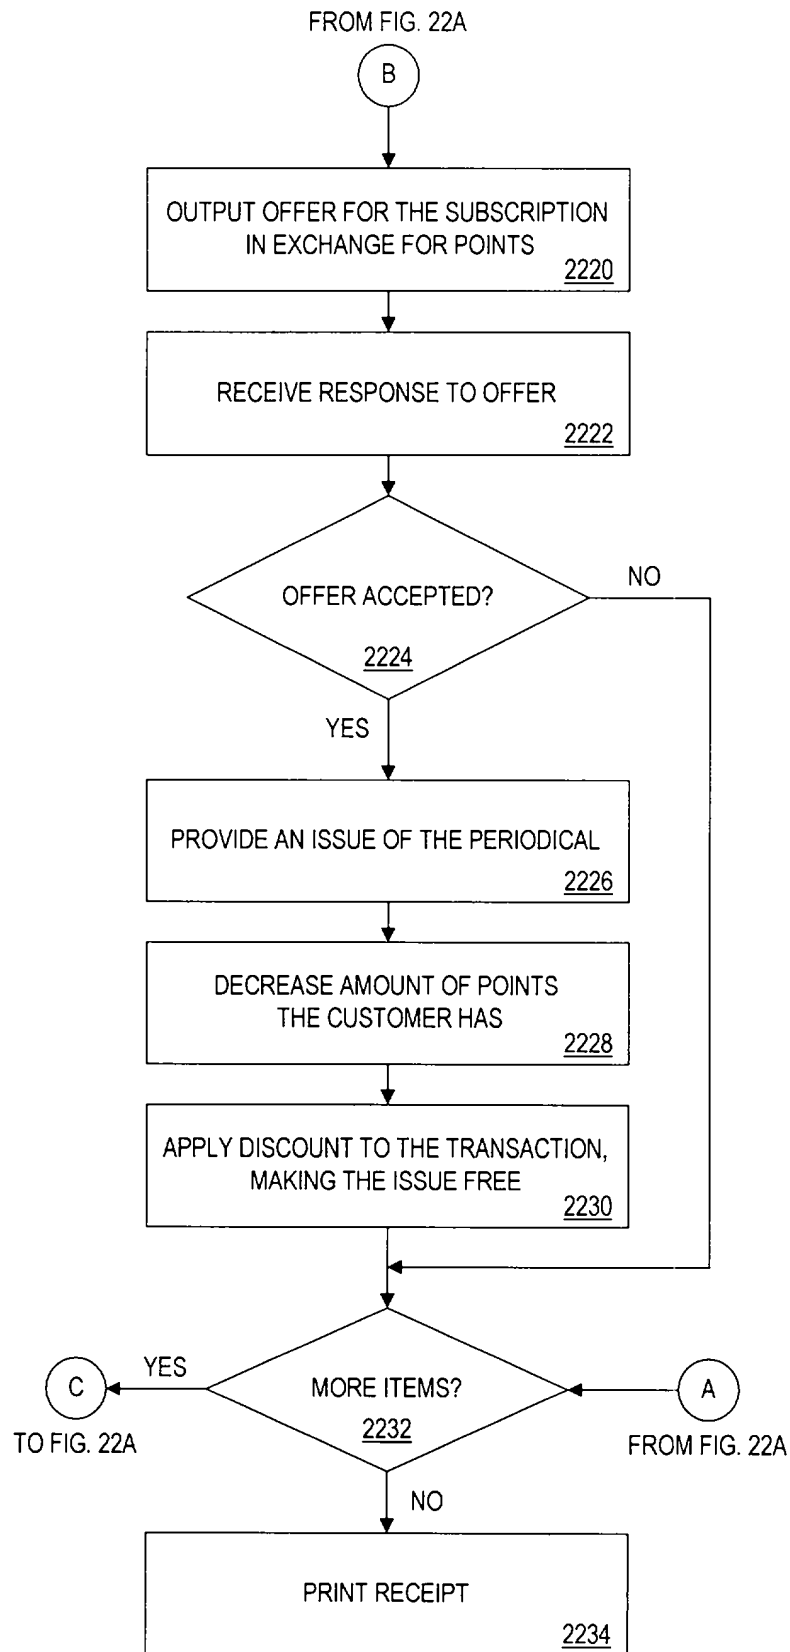 FROM FIG. 22A
B
OUTPUT OFFER FOR THE SUBSCRIPTION
IN EXCHANGE FOR POINTS
2220
RECEIVE RESPONSE TO OFFER
2222
OFFER ACCEPTED?
2224
NO
YES
PROVIDE AN ISSUE OF THE PERIODICAL
2226
DECREASE AMOUNT OF POINTS
THE CUSTOMER HAS
2228
APPLY DISCOUNT TO THE TRANSACTION,
MAKING THE ISSUE FREE
2230
C
YES
TO FIG. 22A
MORE ITEMS?
2232
A
FROM FIG. 22A
NO
PRINT RECEIPT
2234